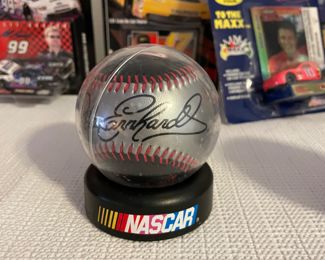 99
TO THE
MAXX
Earnhardt
NASCAR